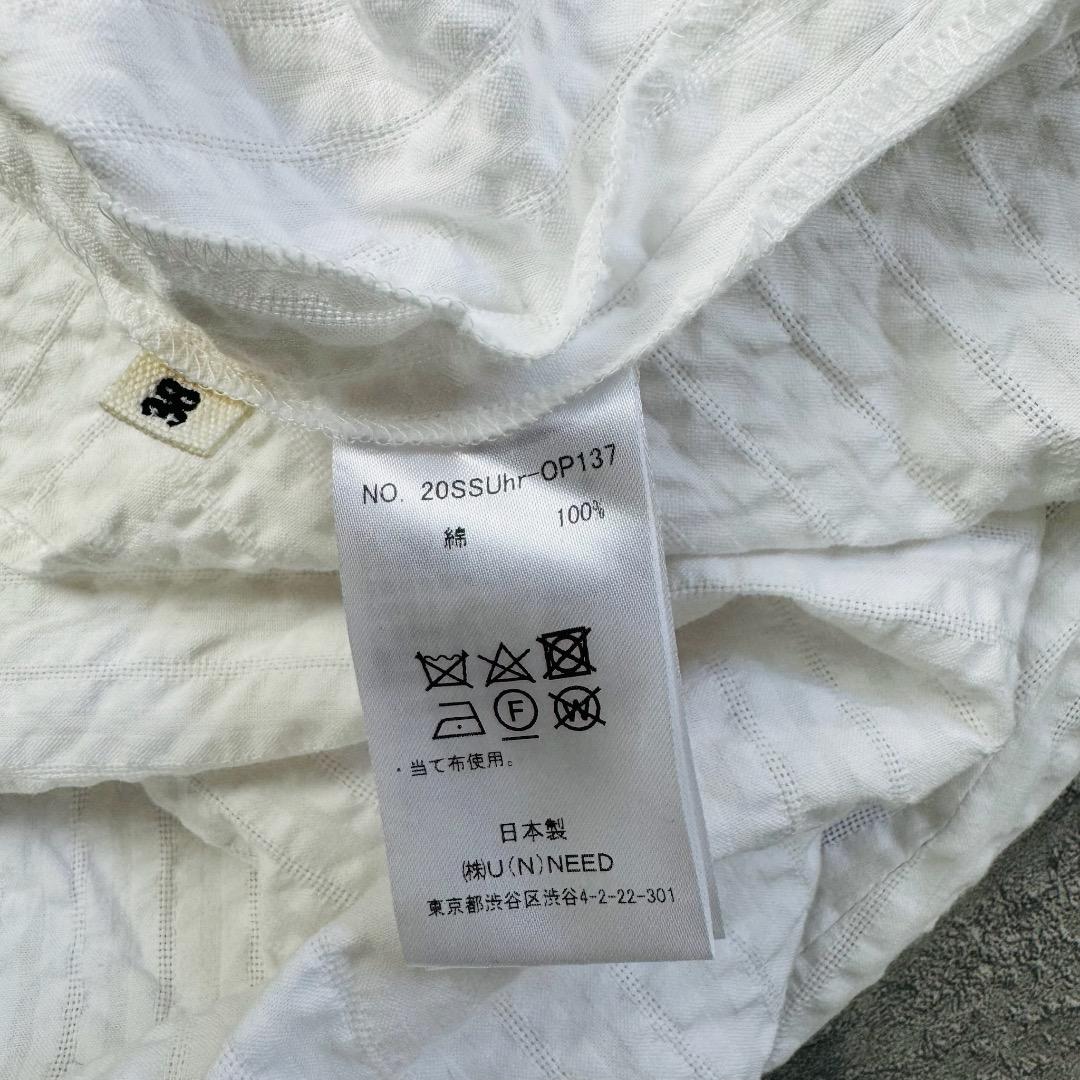 38
NO. 20SSUhr-OP137
綿 100%
F W
・当て布使用。
日本製
㈱U(N)NEED
東京都渋谷区渋谷4-2-22-301